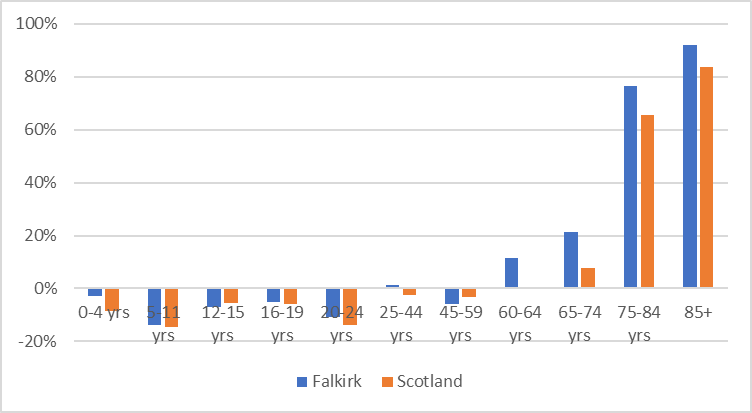 100%
80%
60%
40%
20%
0%
-20%
0-4 yrs
5-11
yrs
12-15
yrs
16-19
yrs
20-24
yrs
25-44
yrs
45-59
yrs
60-64
yrs
65-74
yrs
75-84
yrs
85+
Falkirk
Scotland